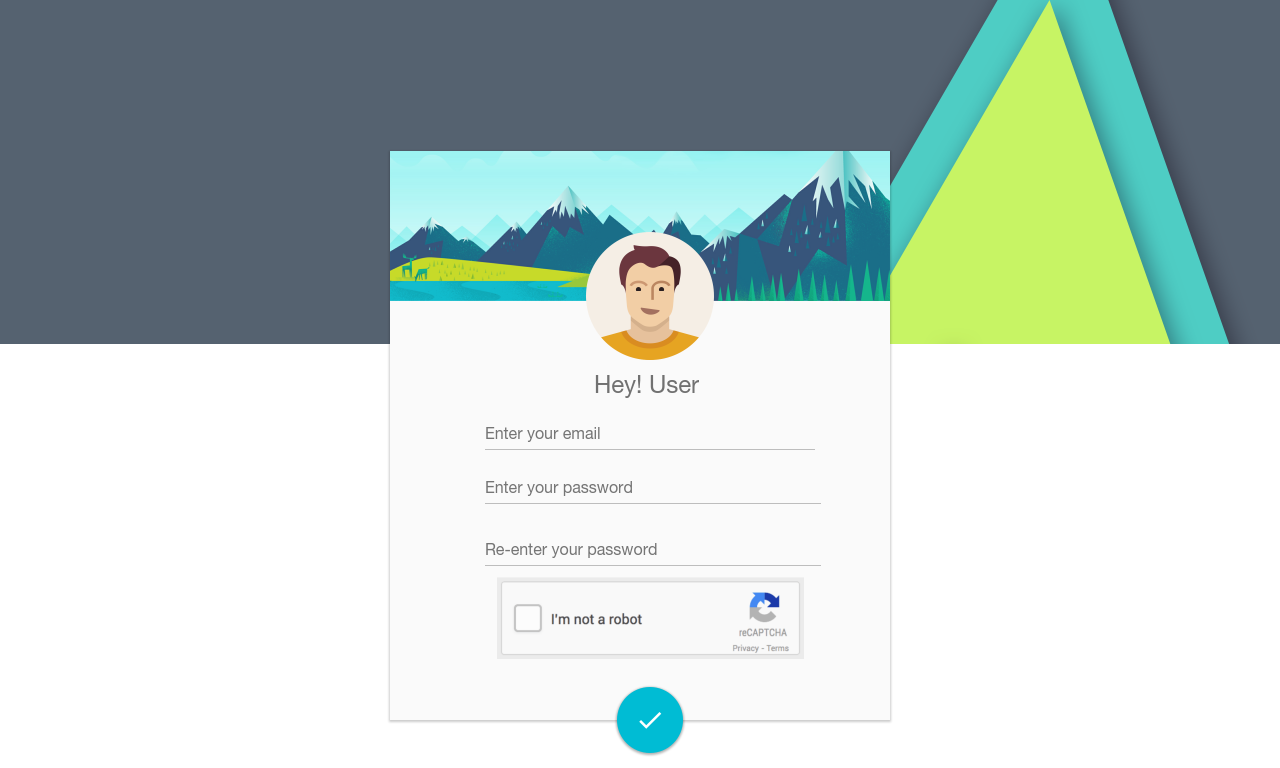 Hey! User
Enter your email
Enter your password
Re-enter your password
I'm not a robot
reCAPTCHA
Privacy - Terms